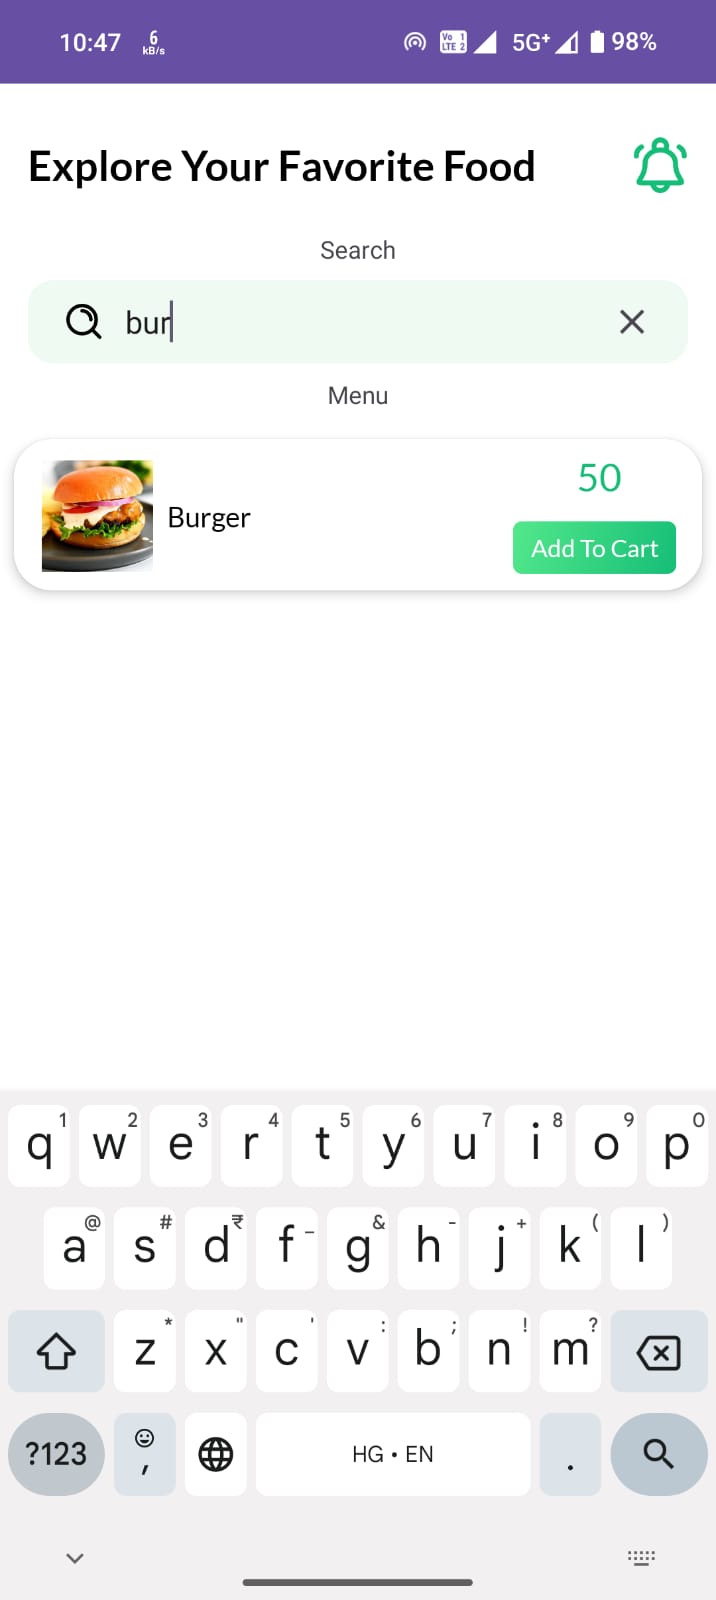 10:47 6 kB/s Vo 1 LTE 2 5G+ 98%
Explore Your Favorite Food
Search
bur
Menu
50
Burger
Add To Cart
1 2 3 4 5 6 7 8 9 0
q w e r t y u i o p
@ # ₹ _ & - + ( )
a s d f g h j k l
* " ' : ; ! ?
z x c v b n m
?123 , HG • EN .